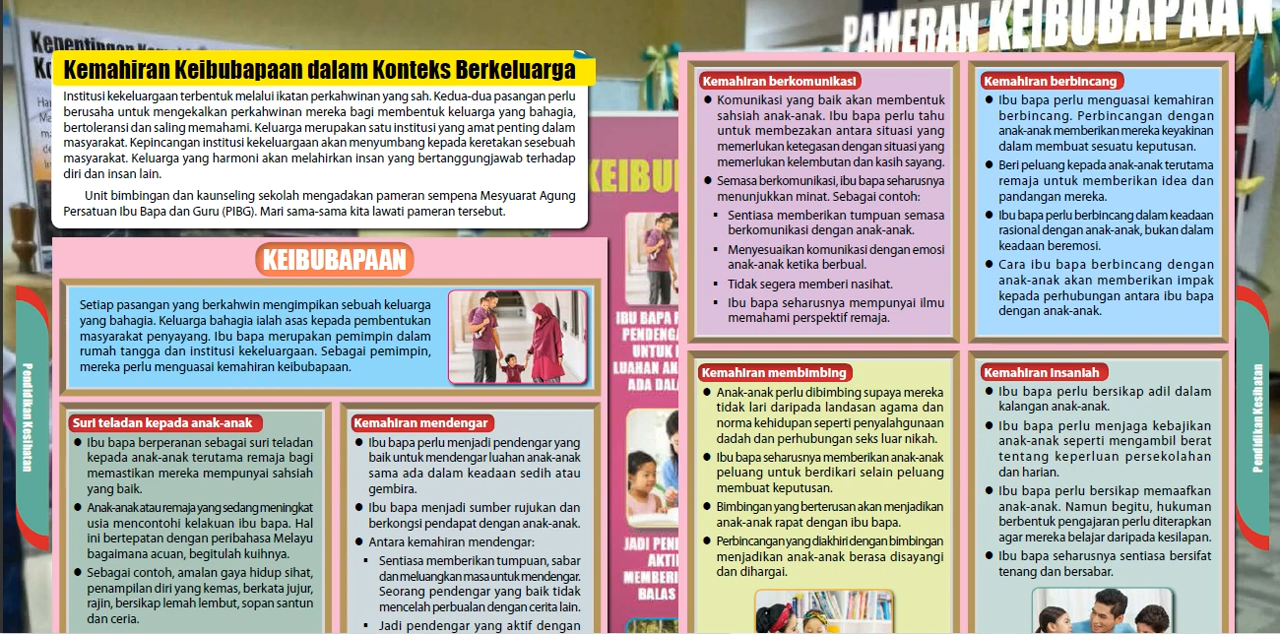 Kepentingan
Kemahiran Keibubapaan dalam Konteks Berkeluarga
Institusi kekeluargaan terbentuk melalui ikatan perkahwinan yang sah. Kedua-dua pasangan perlu
berusaha untuk mengekalkan perkahwinan mereka bagi membentuk keluarga yang bahagia,
bertoleransi dan saling memahami. Keluarga merupakan satu institusi yang amat penting dalam
masyarakat. Kepincangan institusi kekeluargaan akan menyumbang kepada keretakan sesebuah
masyarakat. Keluarga yang harmoni akan melahirkan insan yang bertanggungjawab terhadap
diri dan insan lain.
Unit bimbingan dan kaunseling sekolah mengadakan pameran sempena Mesyuarat Agung
Persatuan Ibu Bapa dan Guru (PIBG). Mari sama-sama kita lawati pameran tersebut.
KEIBUBAPAAN
Setiap pasangan yang berkahwin mengimpikan sebuah keluarga
yang bahagia. Keluarga bahagia ialah asas kepada pembentukan
masyarakat penyayang. Ibu bapa merupakan pemimpin dalam
rumah tangga dan institusi kekeluargaan. Sebagai pemimpin,
mereka perlu menguasai kemahiran keibubapaan.
Pendidikan Kesihatan
Suri teladan kepada anak-anak
● Ibu bapa berperanan sebagai suri teladan
kepada anak-anak terutama remaja bagi
memastikan mereka mempunyai sahsiah
yang baik.
● Anak-anak atau remaja yang sedang meningkat
usia mencontohi kelakuan ibu bapa. Hal
ini bertepatan dengan peribahasa Melayu
bagaimana acuan, begitulah kuihnya.
● Sebagai contoh, amalan gaya hidup sihat,
penampilan diri yang kemas, berkata jujur,
rajin, bersikap lemah lembut, sopan santun
dan ceria.
Kemahiran mendengar
● Ibu bapa perlu menjadi pendengar yang
baik untuk mendengar luahan anak-anak
sama ada dalam keadaan sedih atau
gembira.
● Ibu bapa menjadi sumber rujukan dan
berkongsi pendapat dengan anak-anak.
● Antara kemahiran mendengar:
▪ Sentiasa memberikan tumpuan, sabar
dan meluangkan masa untuk mendengar.
Seorang pendengar yang baik tidak
mencelah perbualan dengan cerita lain.
▪ Jadi pendengar yang aktif dengan
IBU BAPA
UNTUK
LUAHAN
ADA
BALAS
PAMERAN KEIBUBAPAAN
Kemahiran berkomunikasi
● Komunikasi yang baik akan membentuk
sahsiah anak-anak. Ibu bapa perlu tahu
untuk membezakan antara situasi yang
memerlukan ketegasan dengan situasi yang
memerlukan kelembutan dan kasih sayang.
● Semasa berkomunikasi, ibu bapa seharusnya
menunjukkan minat. Sebagai contoh:
▪ Sentiasa memberikan tumpuan semasa
berkomunikasi dengan anak-anak.
▪ Menyesuaikan komunikasi dengan emosi
anak-anak ketika berbual.
▪ Tidak segera memberi nasihat.
▪ Ibu bapa seharusnya mempunyai ilmu
memahami perspektif remaja.
Kemahiran berbincang
● Ibu bapa perlu menguasai kemahiran
berbincang. Perbincangan dengan
anak-anak memberikan mereka keyakinan
dalam membuat sesuatu keputusan.
● Beri peluang kepada anak-anak terutama
remaja untuk memberikan idea dan
pandangan mereka.
● Ibu bapa perlu berbincang dalam keadaan
rasional dengan anak-anak, bukan dalam
keadaan beremosi.
● Cara ibu bapa berbincang dengan
anak-anak akan memberikan impak
kepada perhubungan antara ibu bapa
dengan anak-anak.
Kemahiran membimbing
● Anak-anak perlu dibimbing supaya mereka
tidak lari daripada landasan agama dan
norma kehidupan seperti penyalahgunaan
dadah dan perhubungan seks luar nikah.
● Ibu bapa seharusnya memberikan anak-anak
peluang untuk berdikari selain peluang
membuat keputusan.
● Bimbingan yang berterusan akan menjadikan
anak-anak rapat dengan ibu bapa.
● Perbincangan yang diakhiri dengan bimbingan
menjadikan anak-anak berasa disayangi
dan dihargai.
Kemahiran insaniah
● Ibu bapa perlu bersikap adil dalam
kalangan anak-anak.
● Ibu bapa perlu menjaga kebajikan
anak-anak seperti mengambil berat
tentang keperluan persekolahan
dan harian.
● Ibu bapa perlu bersikap memaafkan
anak-anak. Namun begitu, hukuman
berbentuk pengajaran perlu diterapkan
agar mereka belajar daripada kesilapan.
● Ibu bapa seharusnya sentiasa bersifat
tenang dan bersabar.
Pendidikan Kesihatan